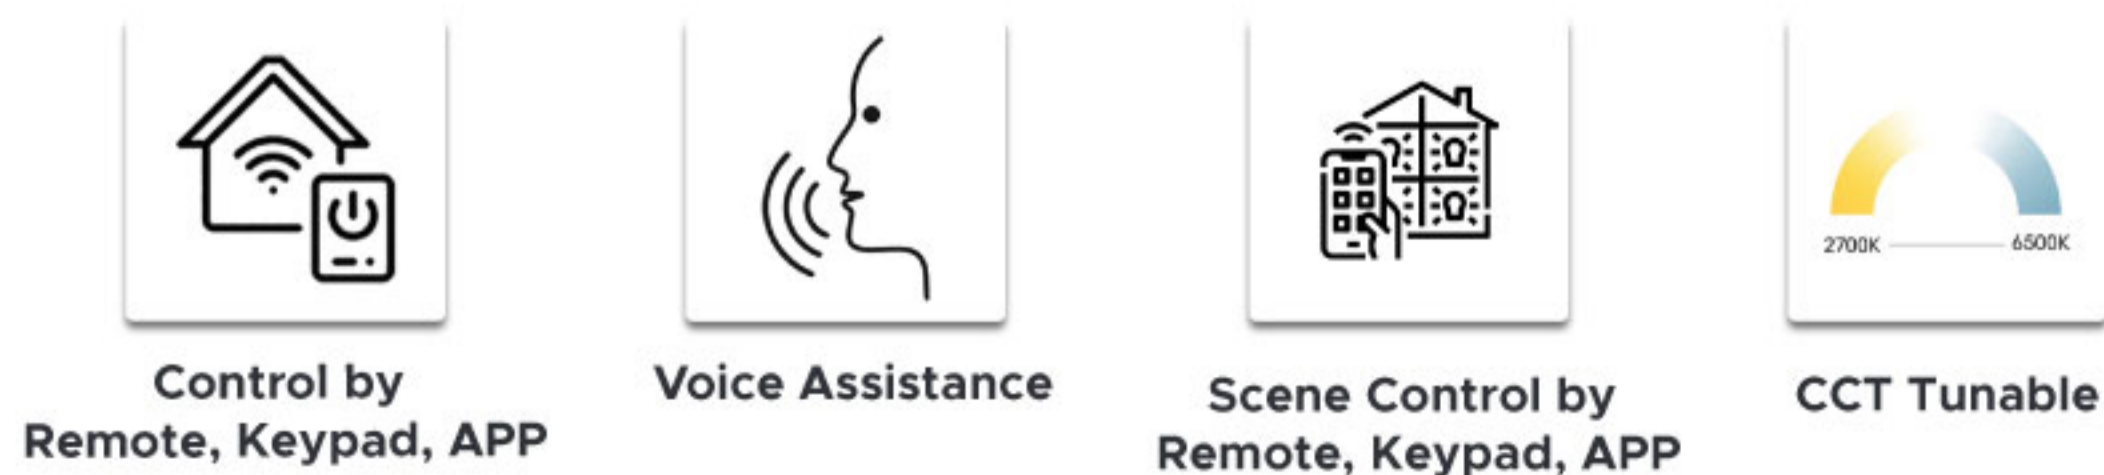 2700K
6500K
Control by
Remote, Keypad, APP
Voice Assistance
Scene Control by
Remote, Keypad, APP
CCT Tunable